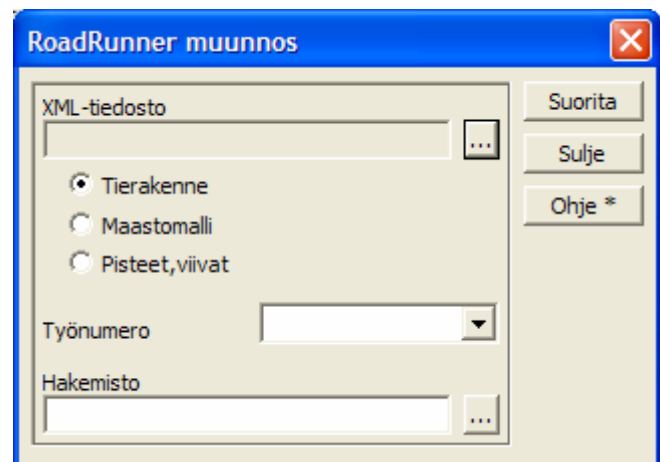 RoadRunner muunnos
XML-tiedosto
...
Tierakenne
Maastomalli
Pisteet,viivat
Työnumero
Hakemisto
...
Suorita
Sulje
Ohje *